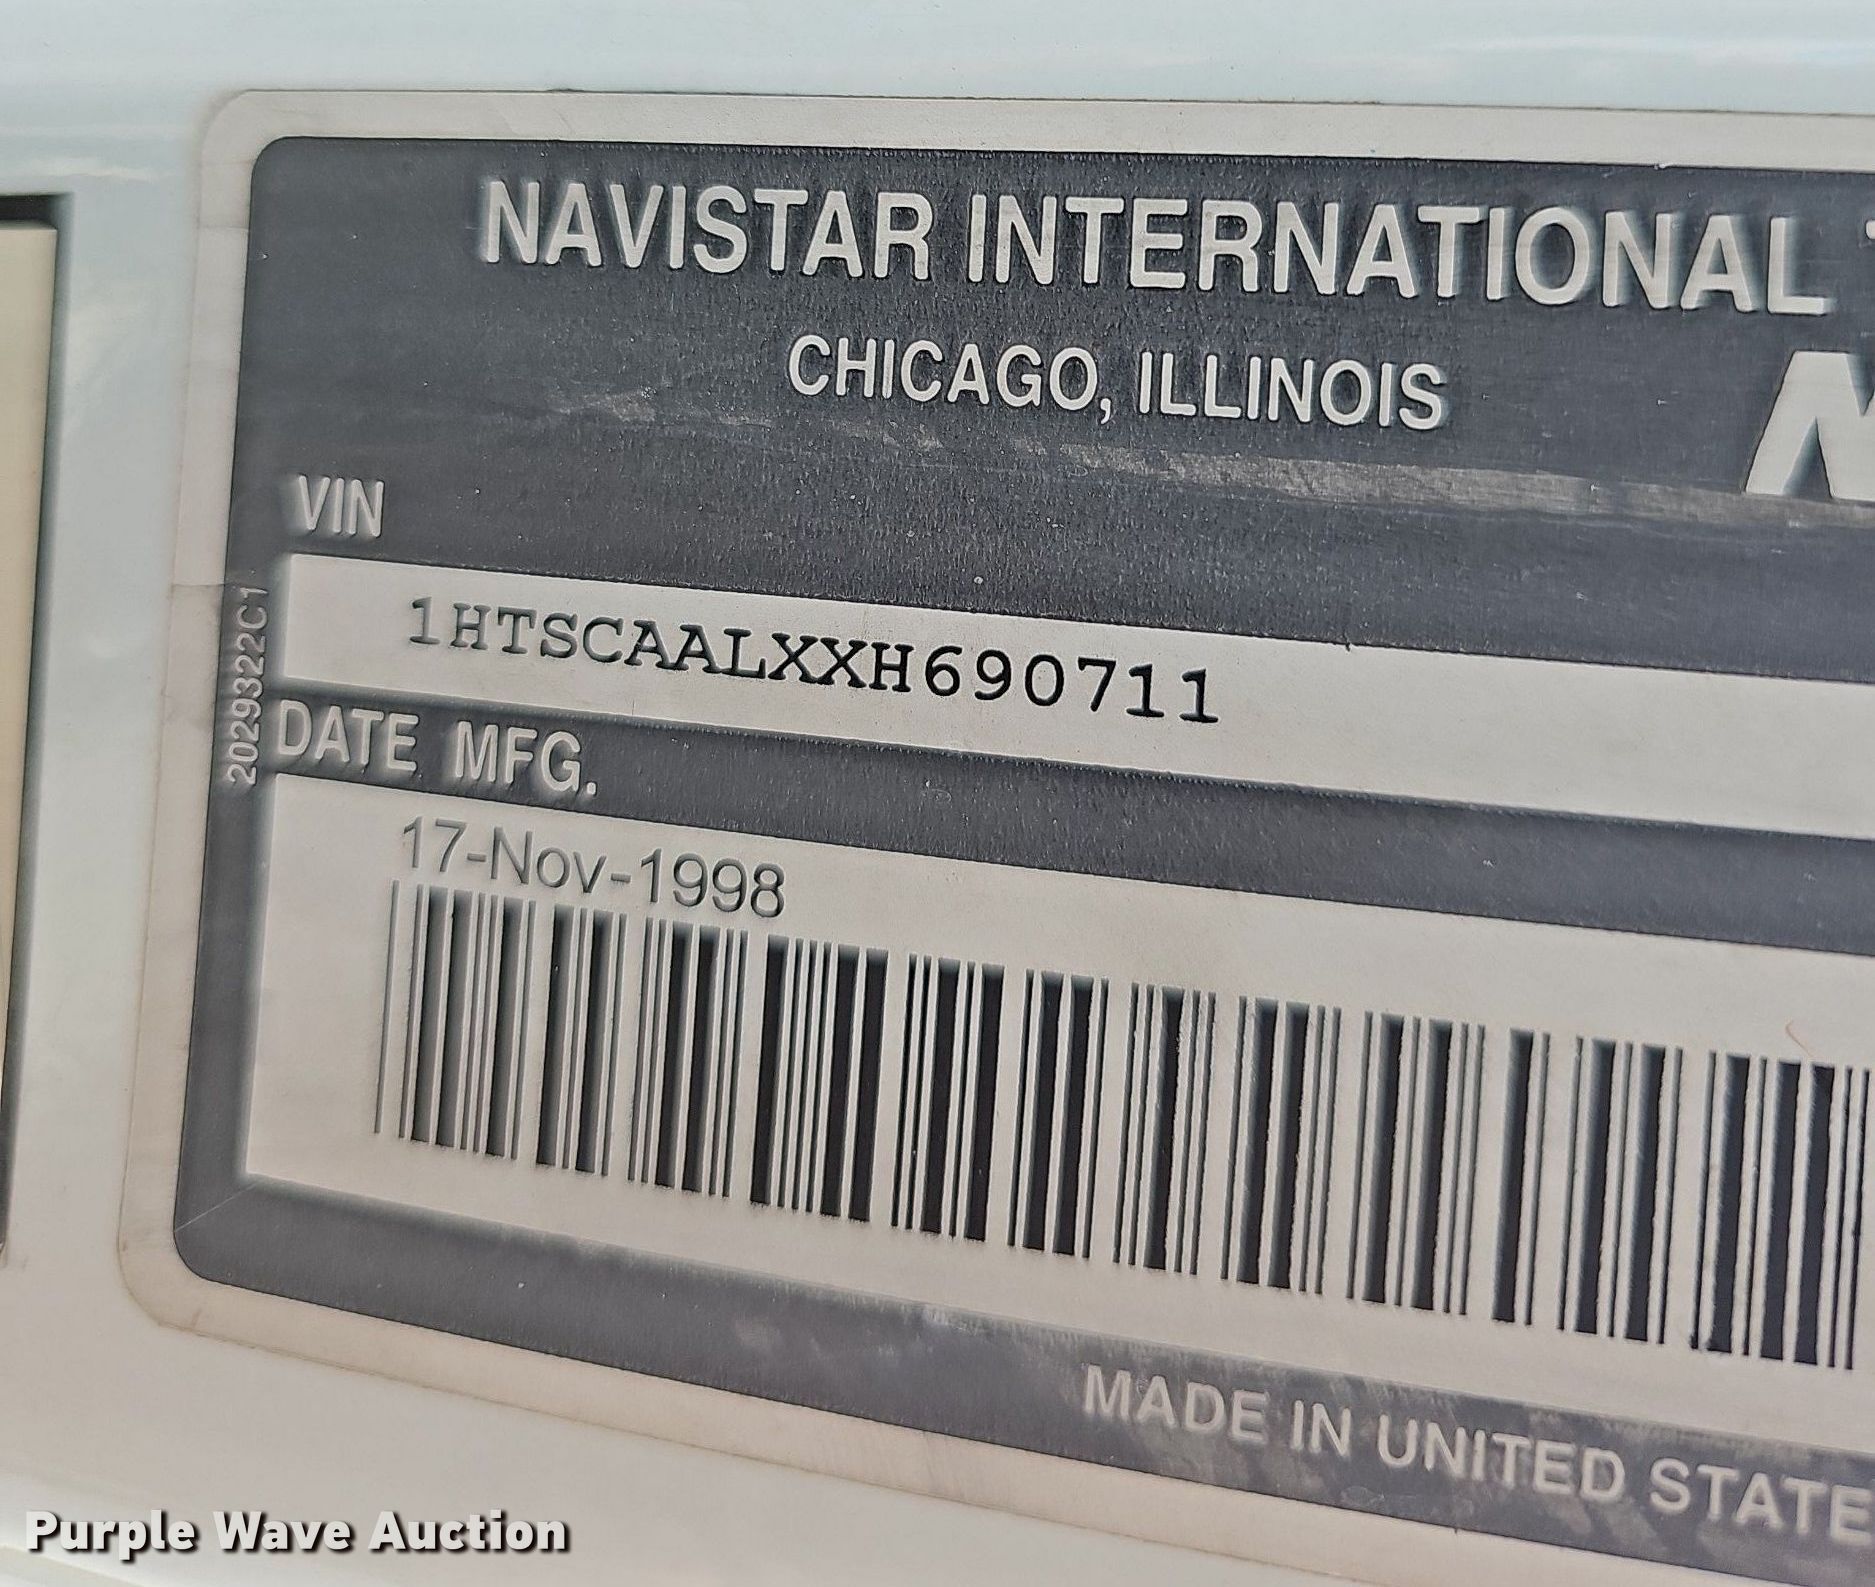 NAVISTAR INTERNATIONAL
CHICAGO, ILLINOIS
VIN
1HTSCAALXXH690711
2029322C1
DATE MFG.
17-Nov-1998
MADE IN UNITED STATE
Purple Wave Auction